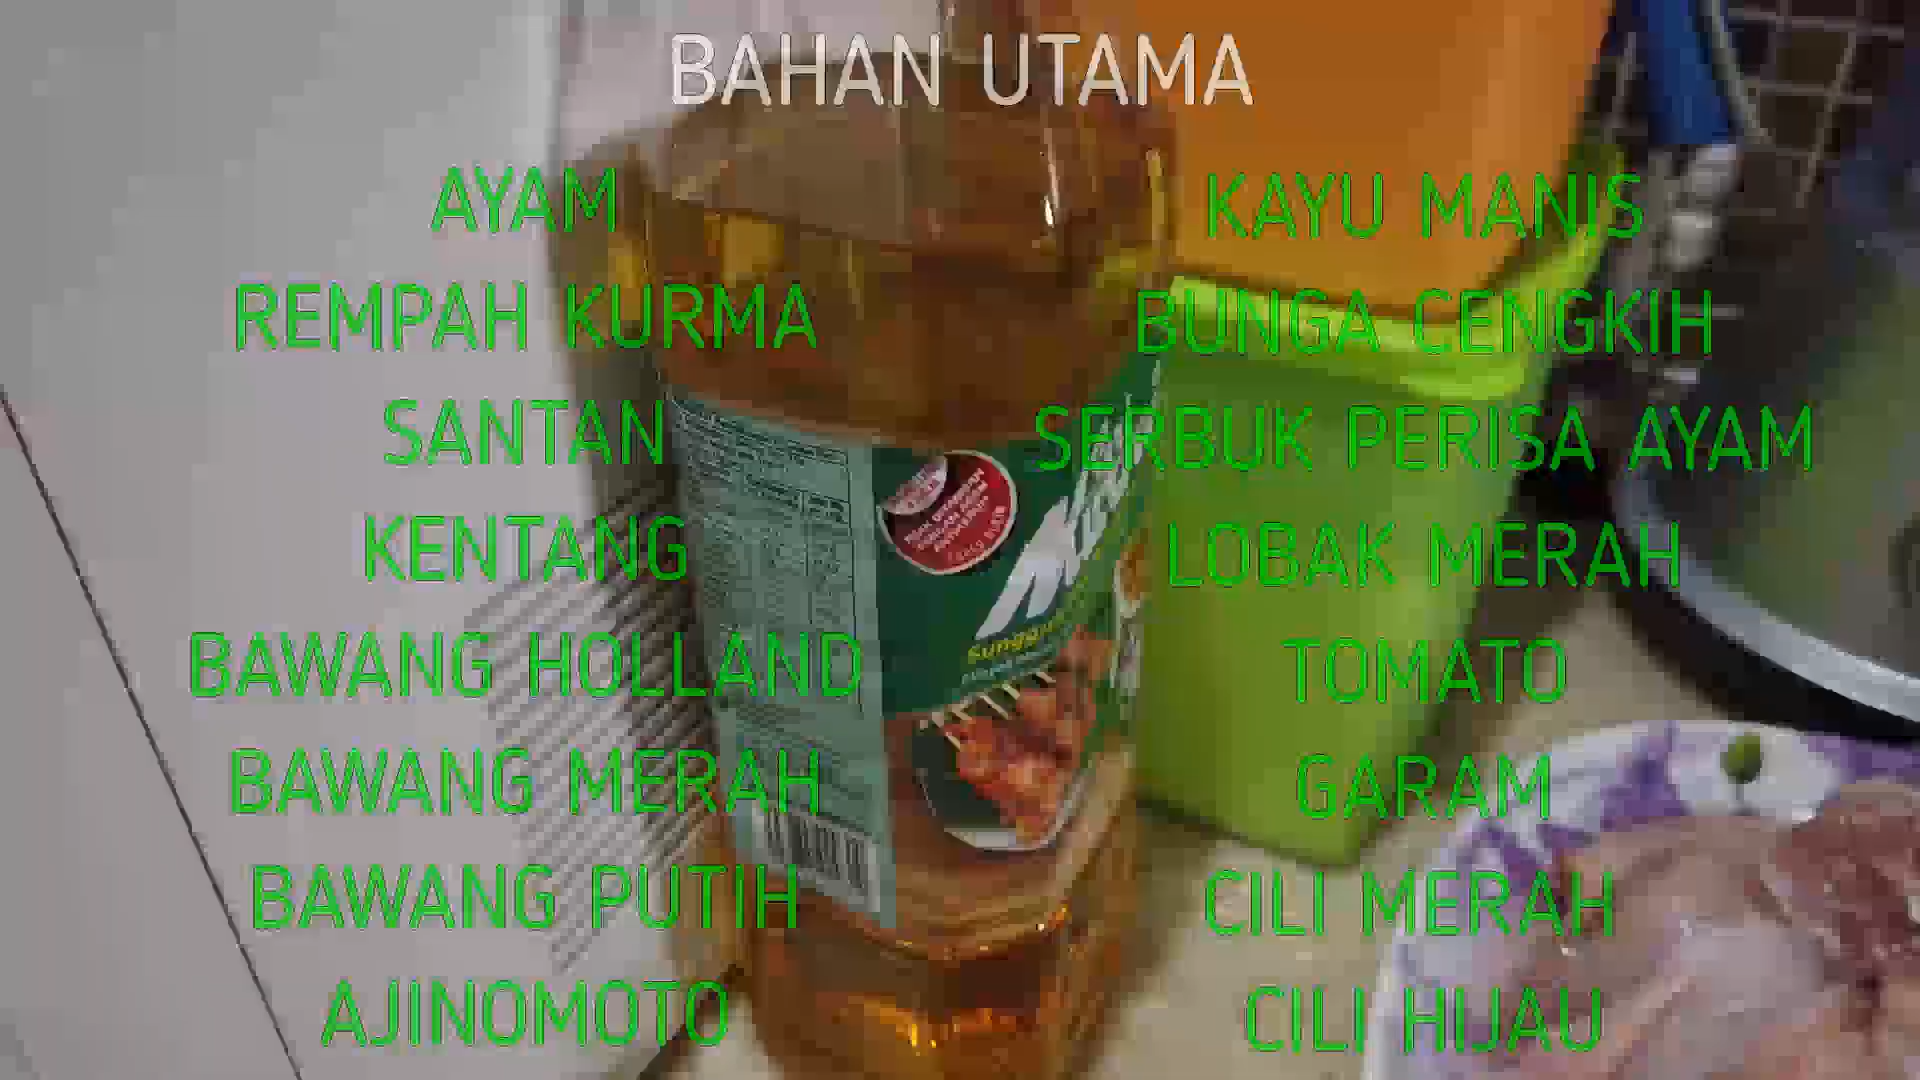 BAHAN UTAMA
AYAM
REMPAH KURMA
SANTAN
KENTANG
BAWANG HOLLAND
BAWANG MERAH
BAWANG PUTIH
AJINOMOTO
KAYU MANIS
BUNGA CENGKIH
SERBUK PERISA AYAM
LOBAK MERAH
TOMATO
GARAM
CILI MERAH
CILI HIJAU